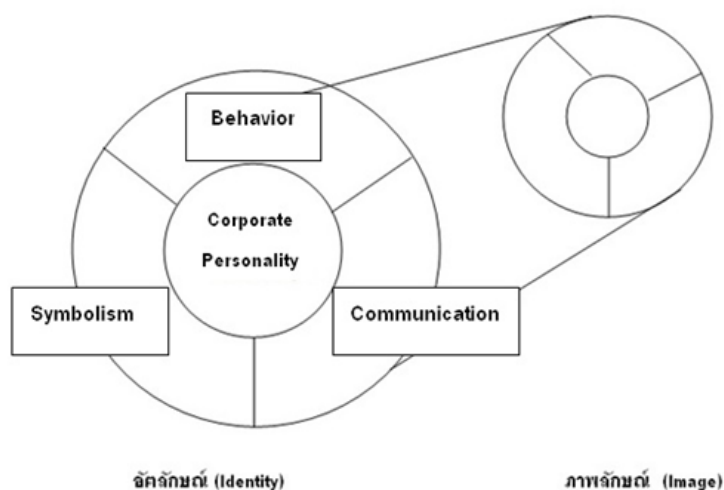 Behavior
Corporate
Personality
Symbolism
Communication
อัตลักษณ์ (Identity)
ภาพลักษณ์ (Image)